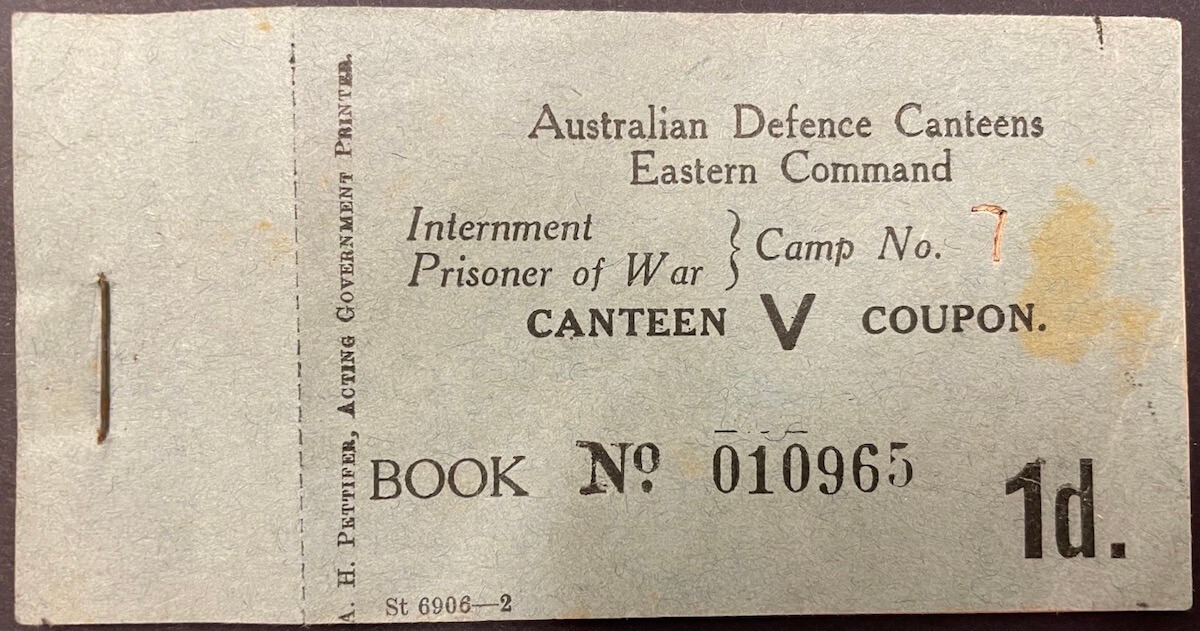 Australian Defence Canteens
Eastern Command
Internment
Prisoner of War } Camp No. 7
CANTEEN V COUPON.
BOOK No. 010965
1d.
A. H. PETTIFER, ACTING GOVERNMENT PRINTER.
St 6906—2